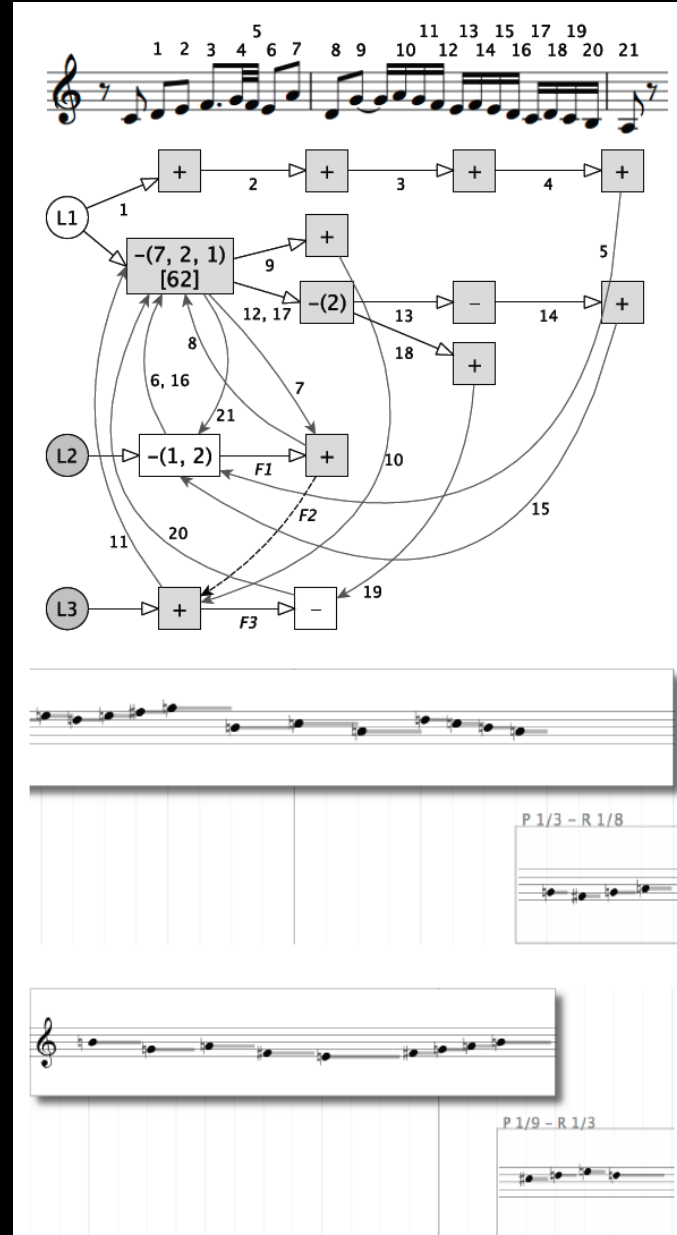 5
11 13 15 17 19
1 2 3 4 6 7 8 9 10 12 14 16 18 20 21
+ 2 + 3 + 4 +
L1 1
+ 5
-(7, 2, 1)
[62]
9
12, 17 -(2) 13 - 14 +
8 18 +
6, 16 7
21
L2 -(1, 2) F1 + 10
F2
15
11 20
19
L3 + F3 -
P 1/3 - R 1/8
P 1/9 - R 1/3